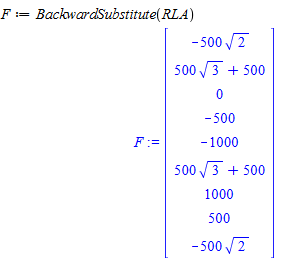 F := BackwardSubstitute(RLA)
-500 √2
500 √3 + 500
0
-500
F := -1000
500 √3 + 500
1000
500
-500 √2